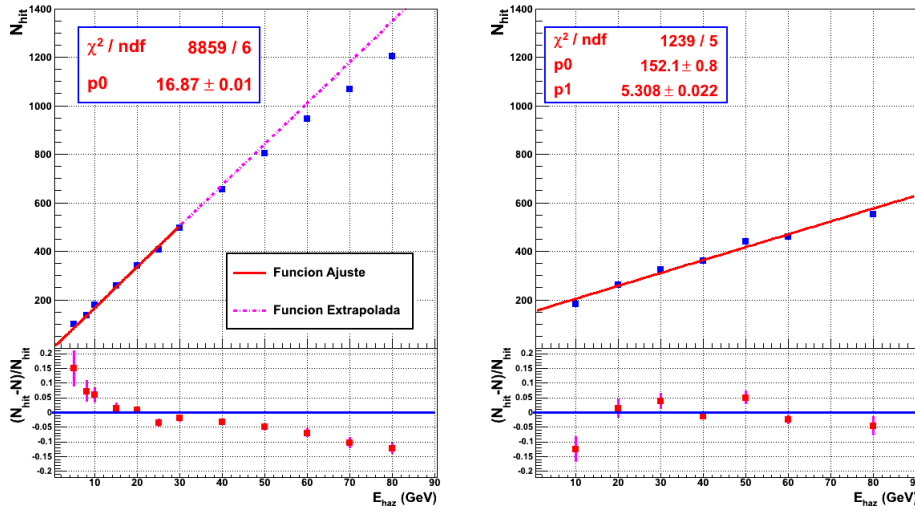 N_hit
1400
1200
1000
800
600
400
200
χ² / ndf 8859 / 6
p0 16.87 ± 0.01
Funcion Ajuste
Funcion Extrapolada
(N_hit -N)/N_hit
0.2
0.15
0.1
0.05
0
-0.05
-0.1
-0.15
-0.2
10 20 30 40 50 60 70 80 90
E_haz (GeV)
N_hit
1400
1200
1000
800
600
400
200
χ² / ndf 1239 / 5
p0 152.1 ± 0.8
p1 5.308 ± 0.022
(N_hit -N)/N_hit
0.2
0.15
0.1
0.05
0
-0.05
-0.1
-0.15
-0.2
10 20 30 40 50 60 70 80 90
E_haz (GeV)